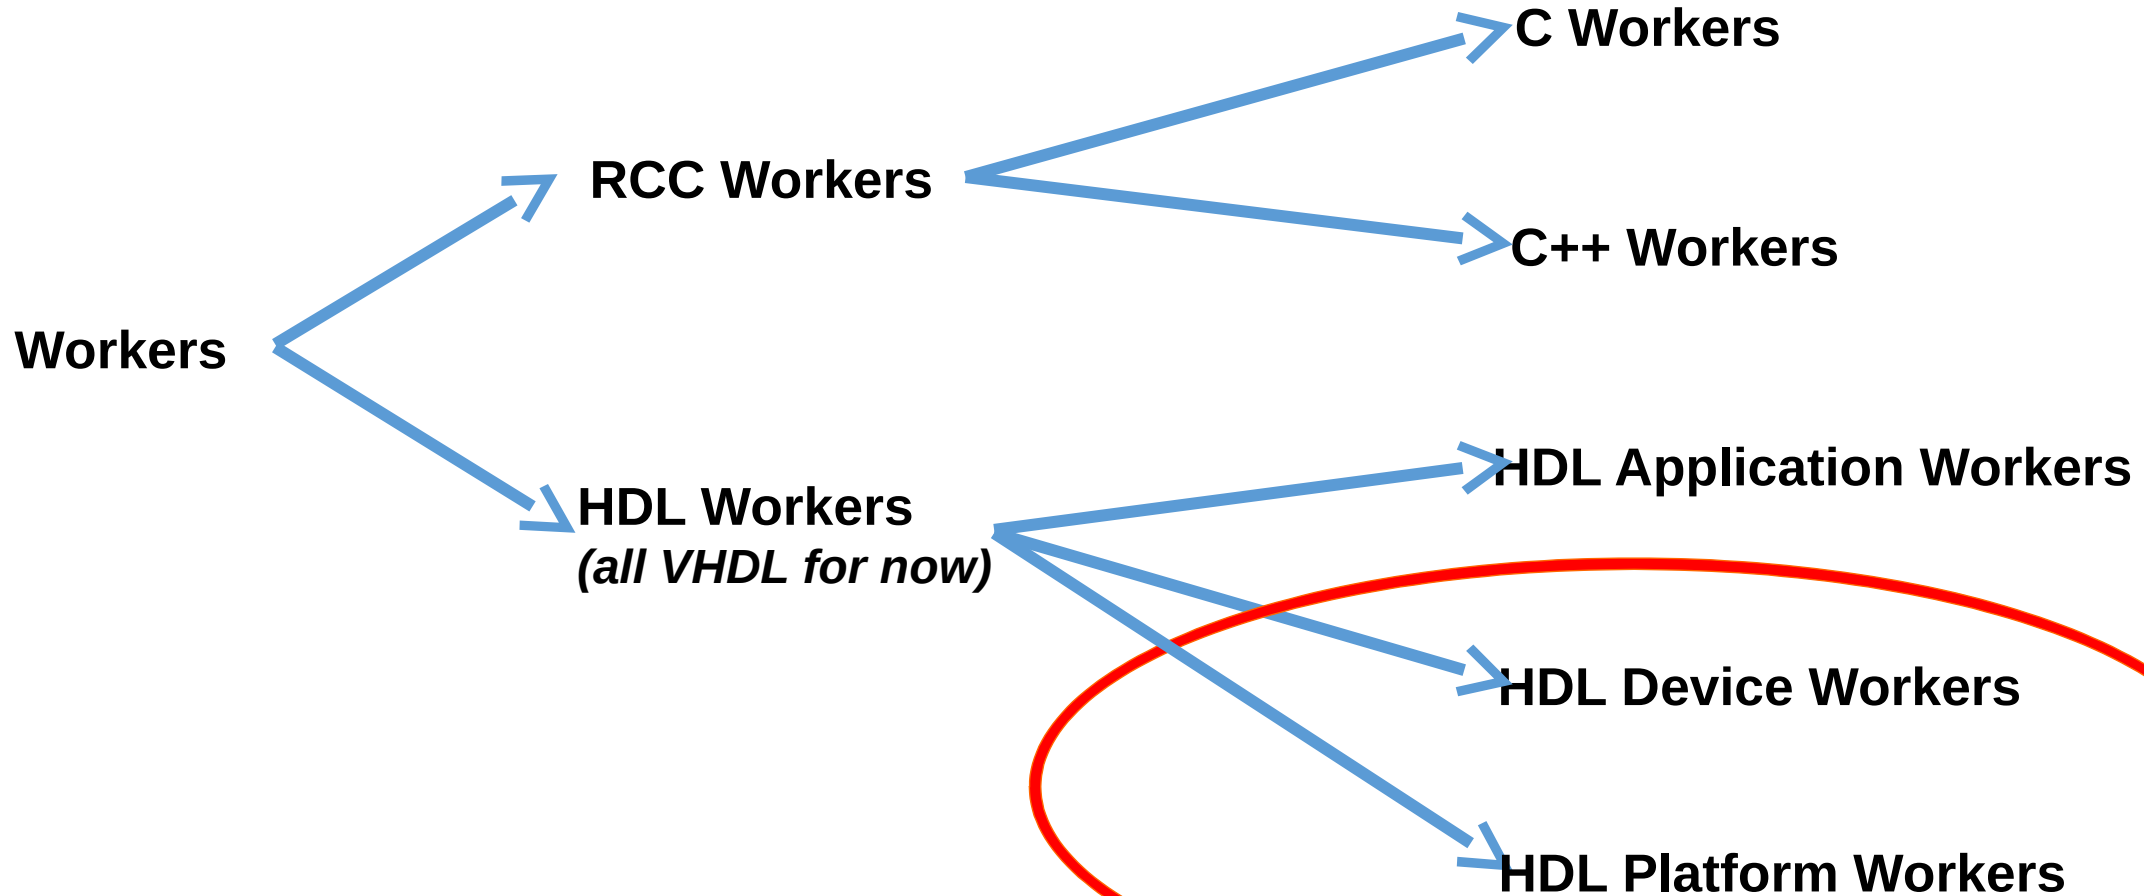 C Workers
RCC Workers
C++ Workers
Workers
HDL Application Workers
HDL Workers
(all VHDL for now)
HDL Device Workers
HDL Platform Workers